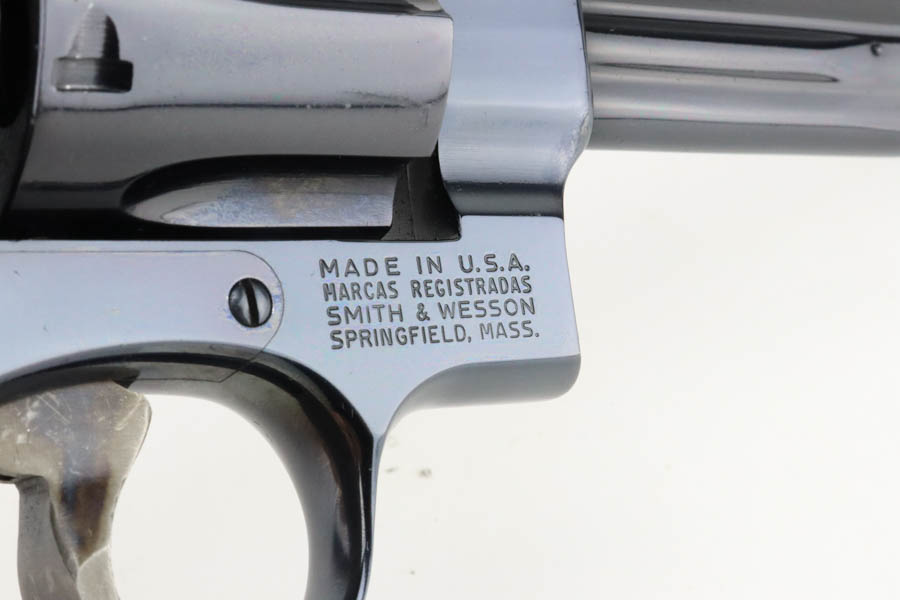 MADE IN U.S.A.
MARCAS REGISTRADAS
SMITH & WESSON
SPRINGFIELD, MASS.